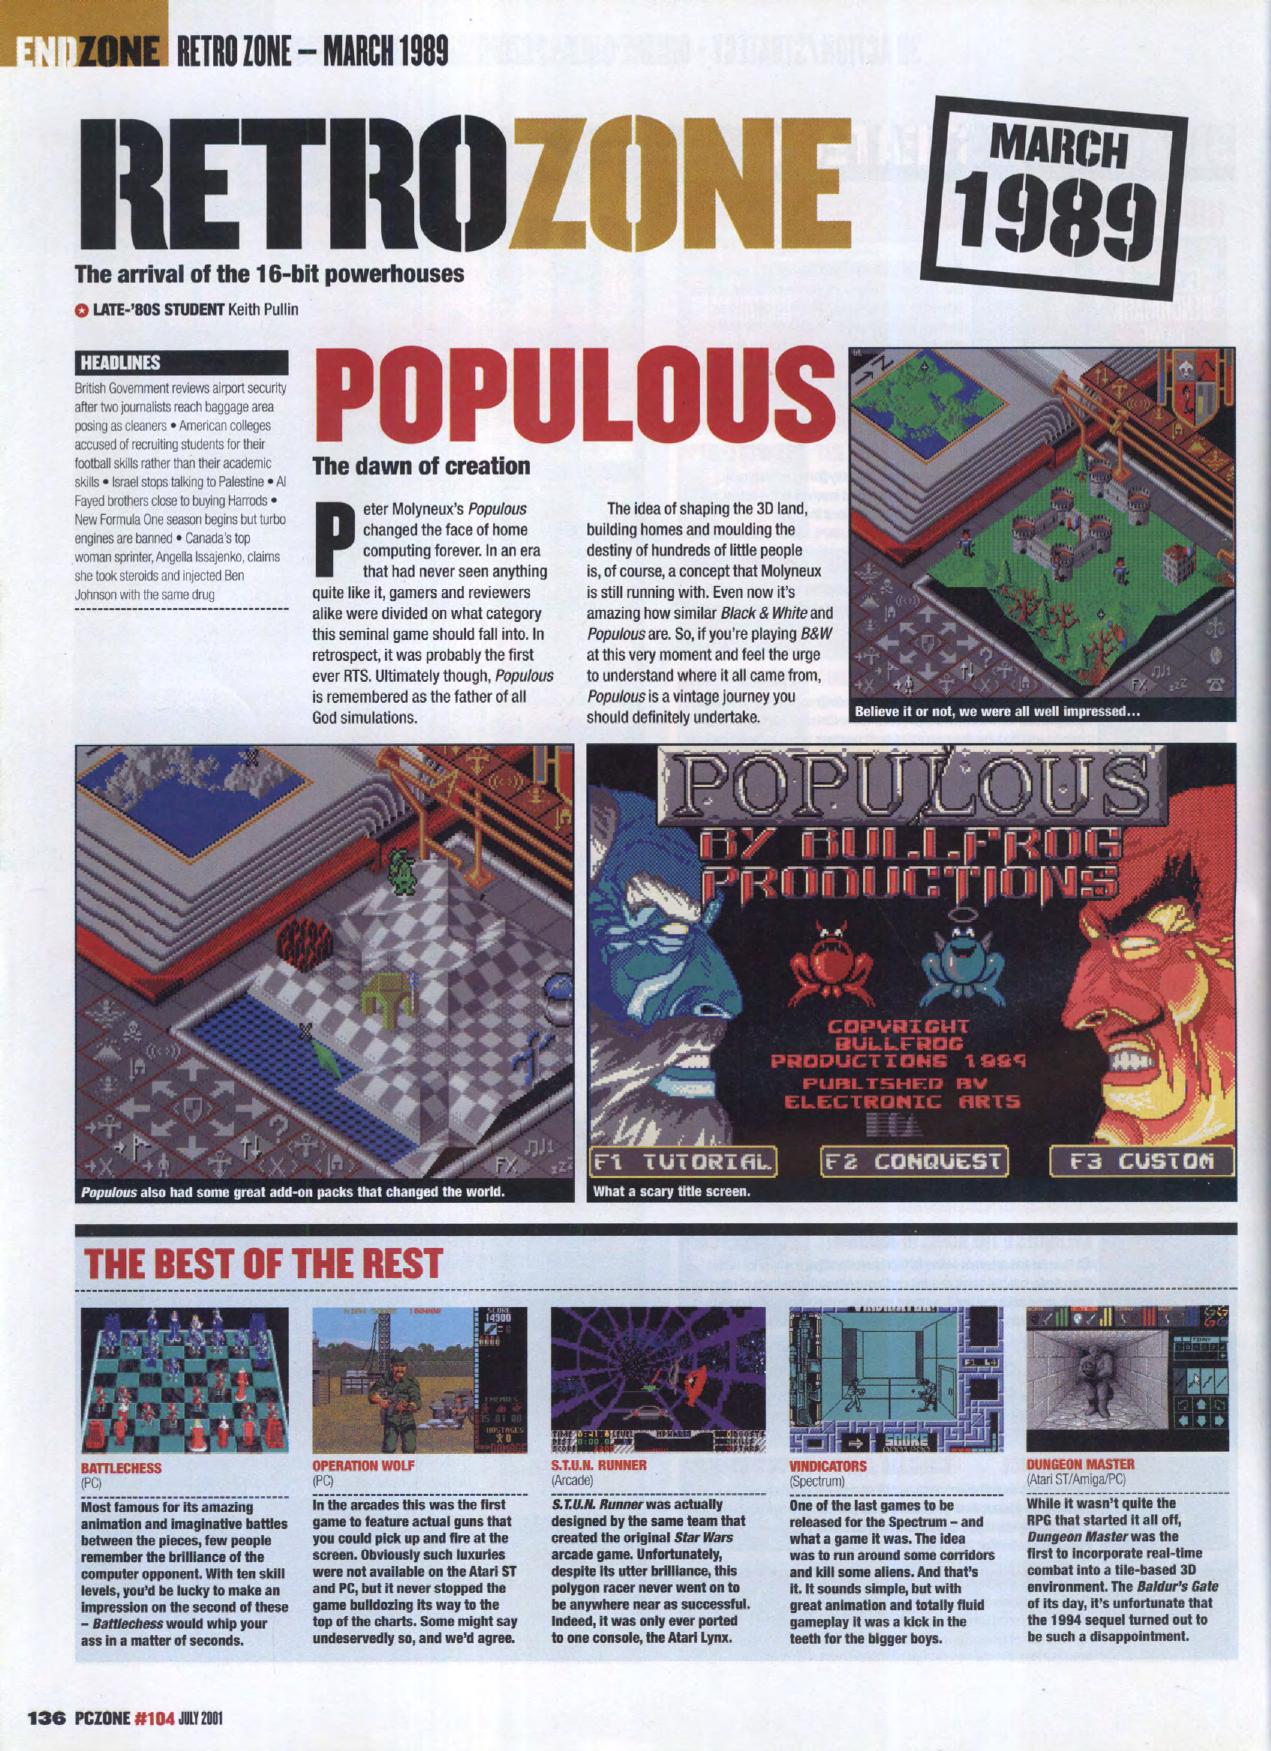 ENDZONE RETRO ZONE – MARCH 1989
RETROZONE
MARCH
1989
The arrival of the 16-bit powerhouses
LATE-'80S STUDENT Keith Pullin
HEADLINES
British Government reviews airport security
after two journalists reach baggage area
posing as cleaners • American colleges
accused of recruiting students for their
football skills rather than their academic
skills • Israel stops talking to Palestine • Al
Fayed brothers close to buying Harrods •
New Formula One season begins but turbo
engines are banned • Canada's top
woman sprinter, Angella Issajenko, claims
she took steroids and injected Ben
Johnson with the same drug
POPULOUS
The dawn of creation
Peter Molyneux's Populous
changed the face of home
computing forever. In an era
that had never seen anything
quite like it, gamers and reviewers
alike were divided on what category
this seminal game should fall into. In
retrospect, it was probably the first
ever RTS. Ultimately though, Populous
is remembered as the father of all
God simulations.
The idea of shaping the 3D land,
building homes and moulding the
destiny of hundreds of little people
is, of course, a concept that Molyneux
is still running with. Even now it's
amazing how similar Black & White and
Populous are. So, if you're playing B&W
at this very moment and feel the urge
to understand where it all came from,
Populous is a vintage journey you
should definitely undertake.
FX
Believe it or not, we were all well impressed...
FX
Populous also had some great add-on packs that changed the world.
POPULOUS
BY BULLFROG
PRODUCTIONS
COPYRIGHT
BULLFROG
PRODUCTIONS 1989
PUBLISHED BY
ELECTRONIC ARTS
F1 TUTORIAL
F2 CONQUEST
F3 CUSTOM
What a scary title screen.
THE BEST OF THE REST
BATTLECHESS
(PC)
Most famous for its amazing
animation and imaginative battles
between the pieces, few people
remember the brilliance of the
computer opponent. With ten skill
levels, you'd be lucky to make an
impression on the second of these
– Battlechess would whip your
ass in a matter of seconds.
SCORE
14900
ENEMIES
HOSTAGES
OPERATION WOLF
(PC)
In the arcades this was the first
game to feature actual guns that
you could pick up and fire at the
screen. Obviously such luxuries
were not available on the Atari ST
and PC, but it never stopped the
game bulldozing its way to the
top of the charts. Some might say
undeservedly so, and we'd agree.
S.T.U.N. RUNNER
(Arcade)
S.T.U.N. Runner was actually
designed by the same team that
created the original Star Wars
arcade game. Unfortunately,
despite its utter brilliance, this
polygon racer never went on to
be anywhere near as successful.
Indeed, it was only ever ported
to one console, the Atari Lynx.
SCORE
VINDICATORS
(Spectrum)
One of the last games to be
released for the Spectrum – and
what a game it was. The idea
was to run around some corridors
and kill some aliens. And that's
it. It sounds simple, but with
great animation and totally fluid
gameplay it was a kick in the
teeth for the bigger boys.
DUNGEON MASTER
(Atari ST/Amiga/PC)
While it wasn't quite the
RPG that started it all off,
Dungeon Master was the
first to incorporate real-time
combat into a tile-based 3D
environment. The Baldur's Gate
of its day, it's unfortunate that
the 1994 sequel turned out to
be such a disappointment.
136 PCZONE #104 JULY 2001